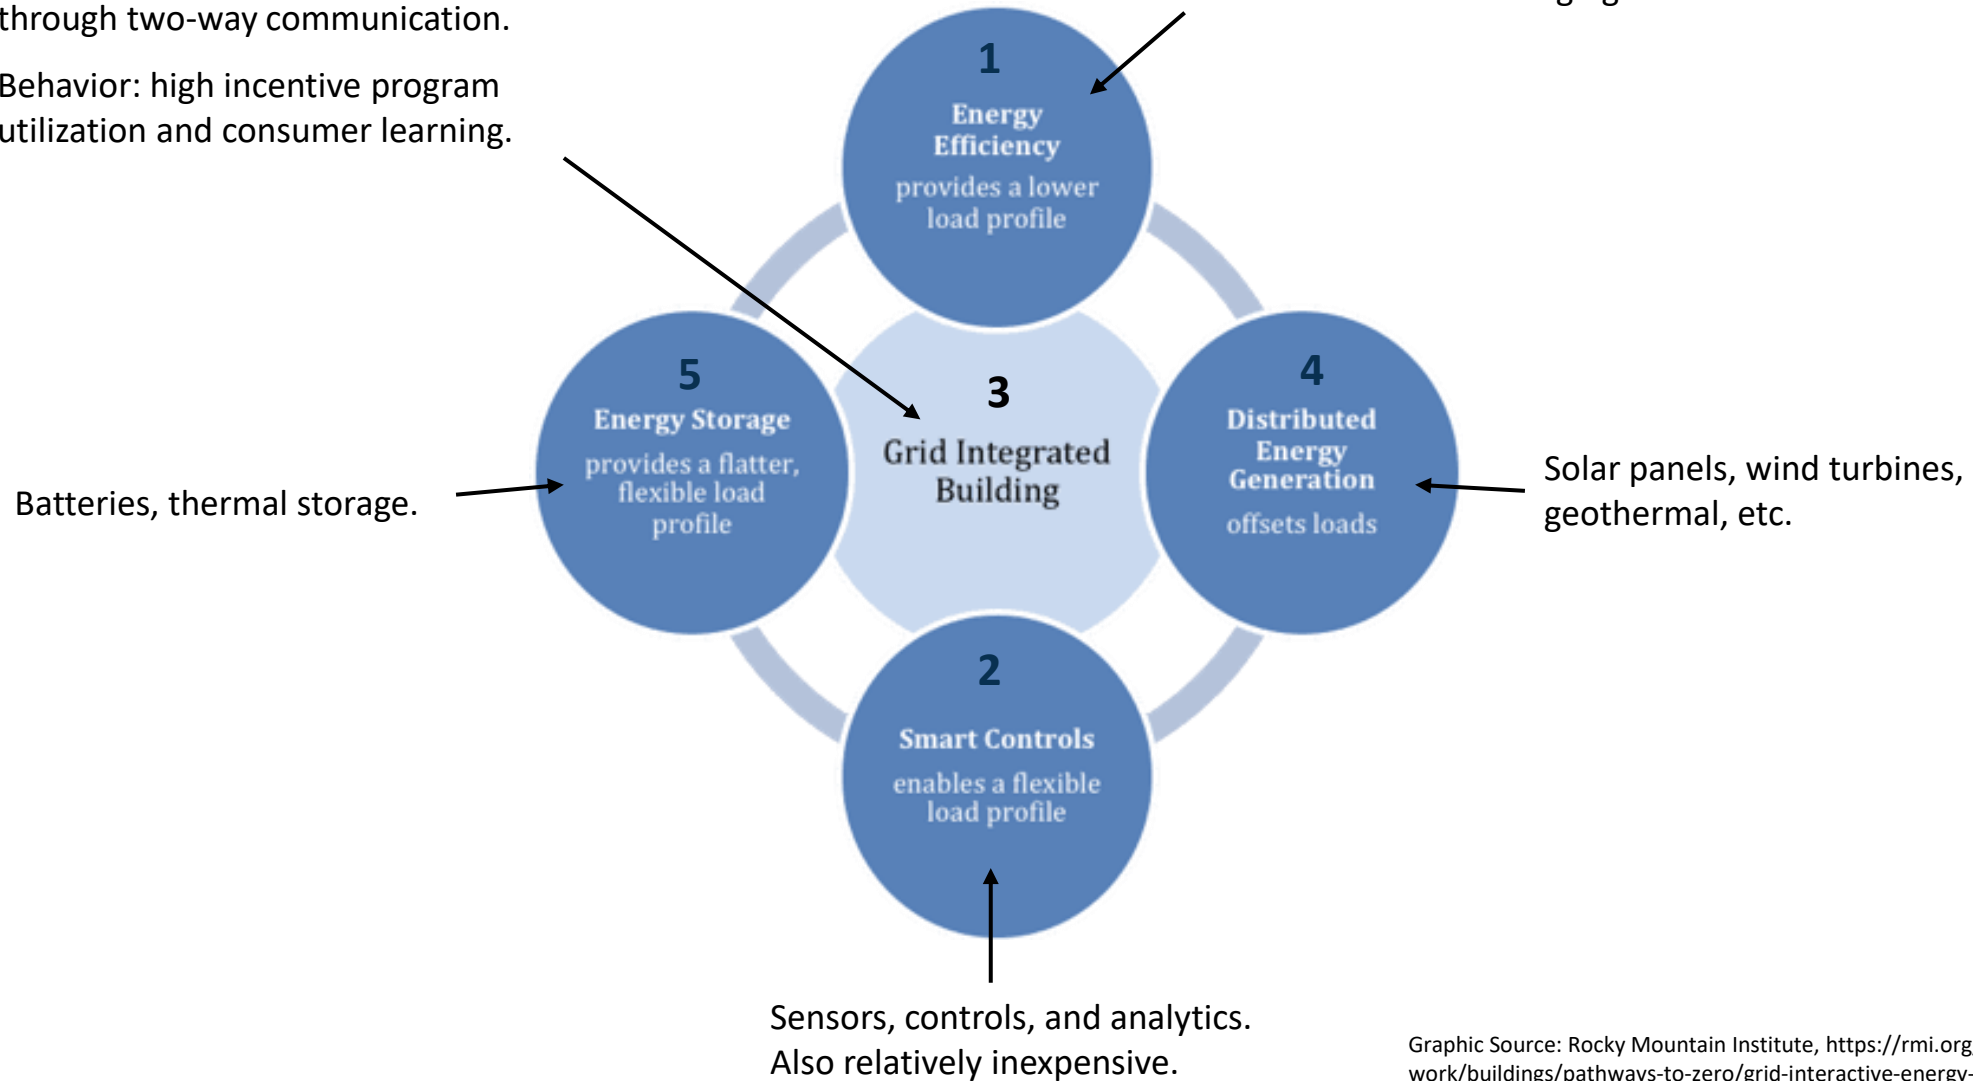 through two-way communication.
Behavior: high incentive program
utilization and consumer learning.
1
Energy
Efficiency
provides a lower
load profile
5
Energy Storage
provides a flatter,
flexible load
profile
3
Grid Integrated
Building
4
Distributed
Energy
Generation
offsets loads
Batteries, thermal storage.
Solar panels, wind turbines,
geothermal, etc.
2
Smart Controls
enables a flexible
load profile
Sensors, controls, and analytics.
Also relatively inexpensive.
Graphic Source: Rocky Mountain Institute, https://rmi.org/
work/buildings/pathways-to-zero/grid-interactive-energy-